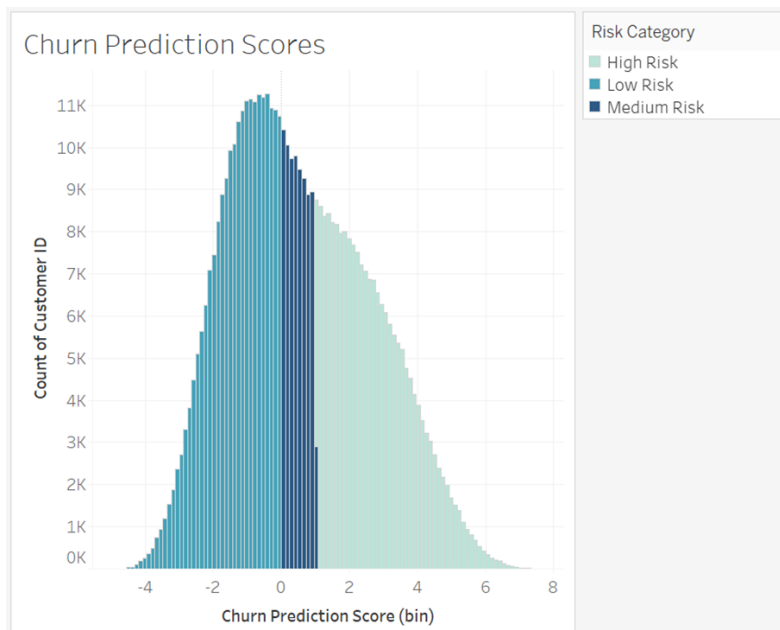 Churn Prediction Scores
Risk Category
High Risk
Low Risk
Medium Risk
Count of Customer ID
11K
10K
9K
8K
7K
6K
5K
4K
3K
2K
1K
0K
-4 -2 0 2 4 6 8
Churn Prediction Score (bin)